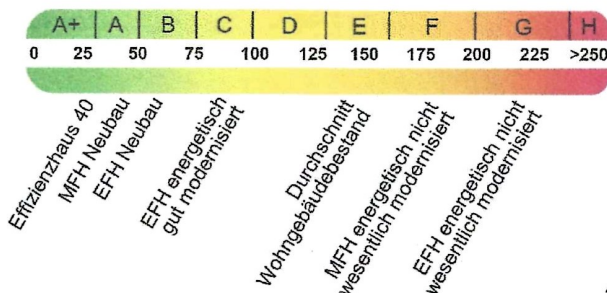 A+ A B C D E F G H
0 25 50 75 100 125 150 175 200 225 >250
Effizienzhaus 40
MFH Neubau
EFH Neubau
EFH energetisch
gut modernisiert
Durchschnitt
Wohngebäudebestand
MFH energetisch nicht
wesentlich modernisiert
EFH energetisch nicht
wesentlich modernisiert